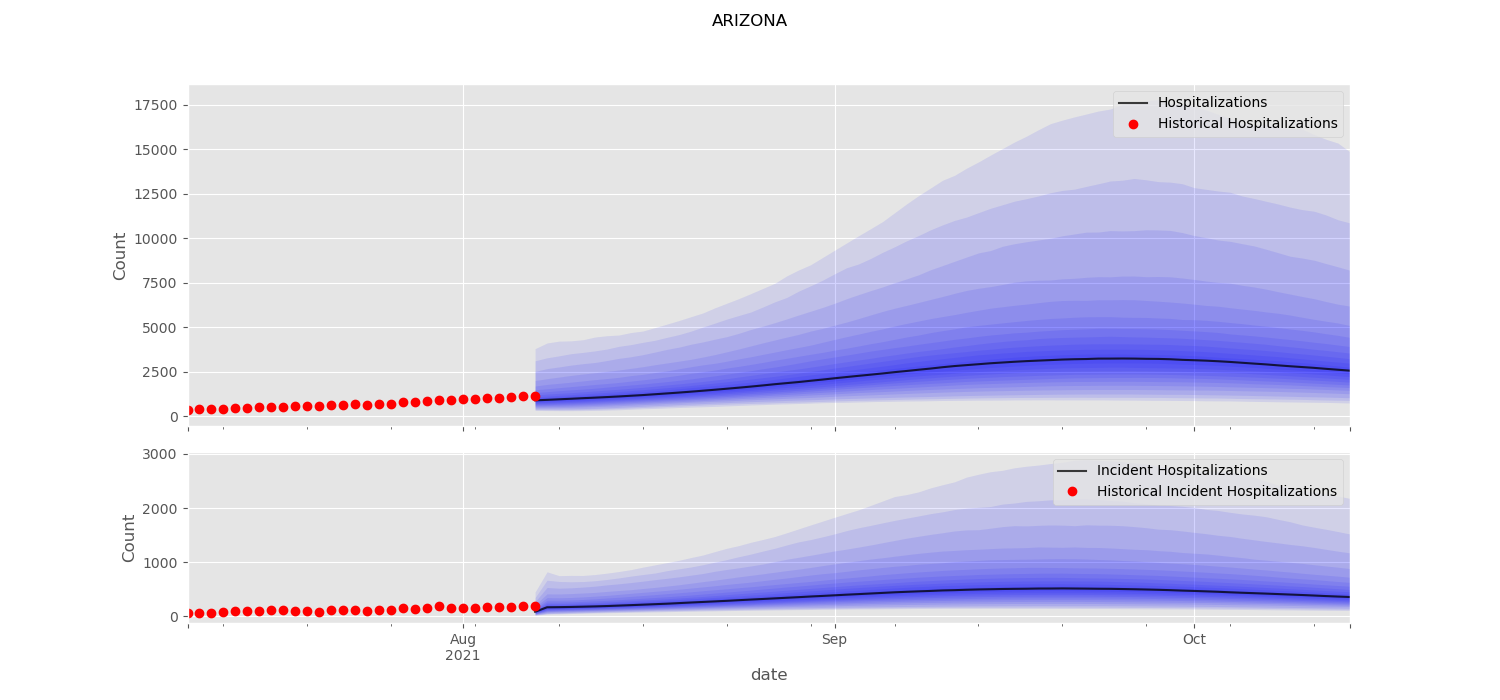 ARIZONA
17500
15000
12500
10000
7500
5000
2500
0
Count
Hospitalizations
Historical Hospitalizations
3000
2000
1000
0
Count
Incident Hospitalizations
Historical Incident Hospitalizations
Aug
2021
Sep
Oct
date